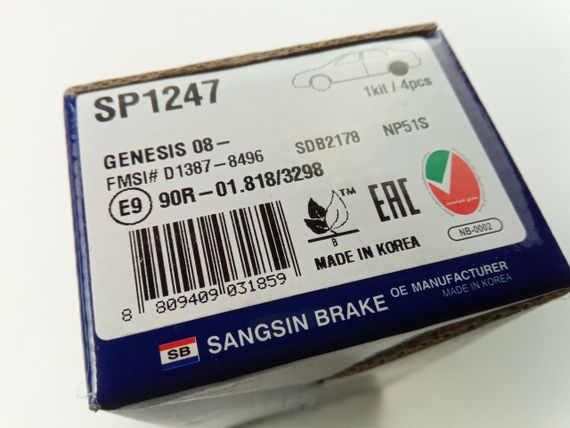 SP1247
1kit / 4pcs
GENESIS 08-
SDB2178 NP51S
FMSI# D1387-8496
E9 90R-01.818/3298
TM
B
EAC
NB-0002
MADE IN KOREA
8 809409 031859
SB SANGSIN BRAKE OE MANUFACTURER
MADE IN KOREA